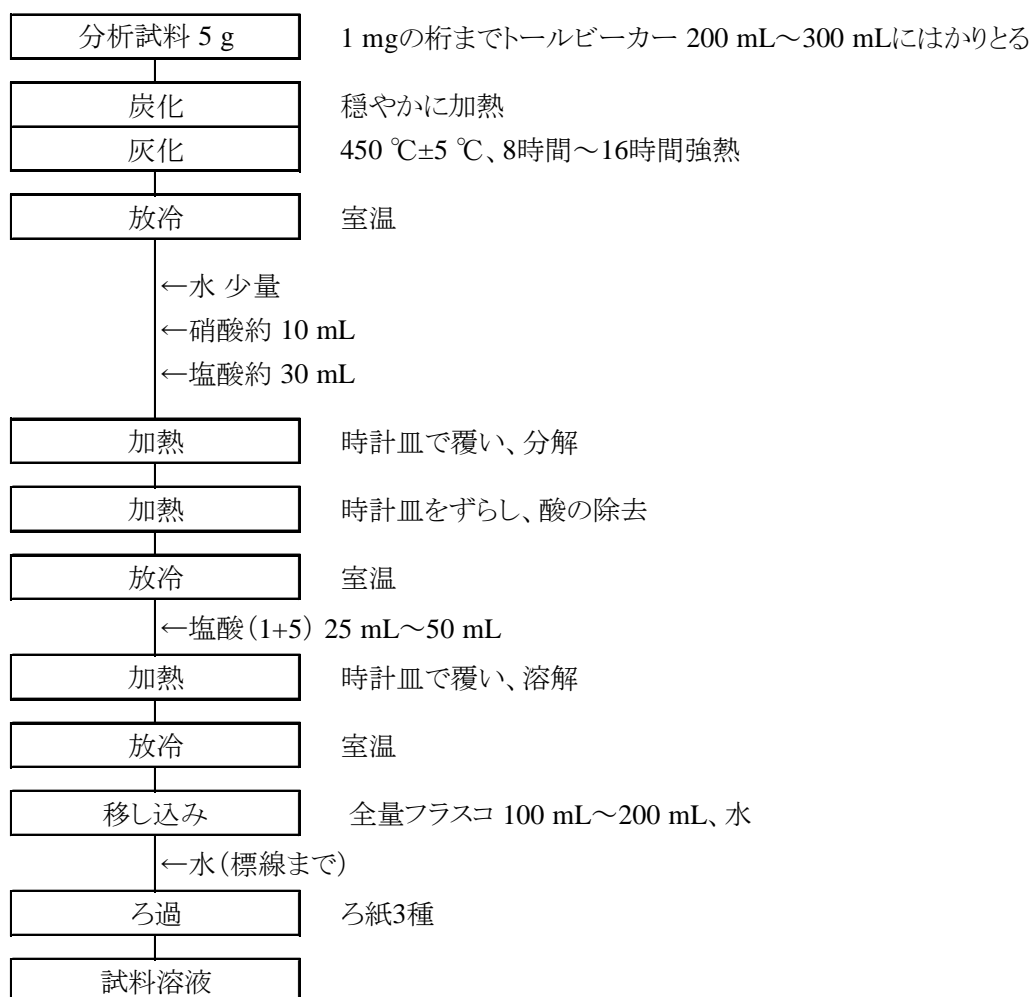 分析試料 5 g 1 mgの桁までトールビーカー 200 mL～300 mLにはかりとる
炭化 穏やかに加熱
灰化 450 ℃±5 ℃、8時間～16時間強熱
放冷 室温
←水 少量
←硝酸約 10 mL
←塩酸約 30 mL
加熱 時計皿で覆い、分解
加熱 時計皿をずらし、酸の除去
放冷 室温
←塩酸（1+5） 25 mL～50 mL
加熱 時計皿で覆い、溶解
放冷 室温
移し込み 全量フラスコ 100 mL～200 mL、水
←水（標線まで）
ろ過 ろ紙3種
試料溶液